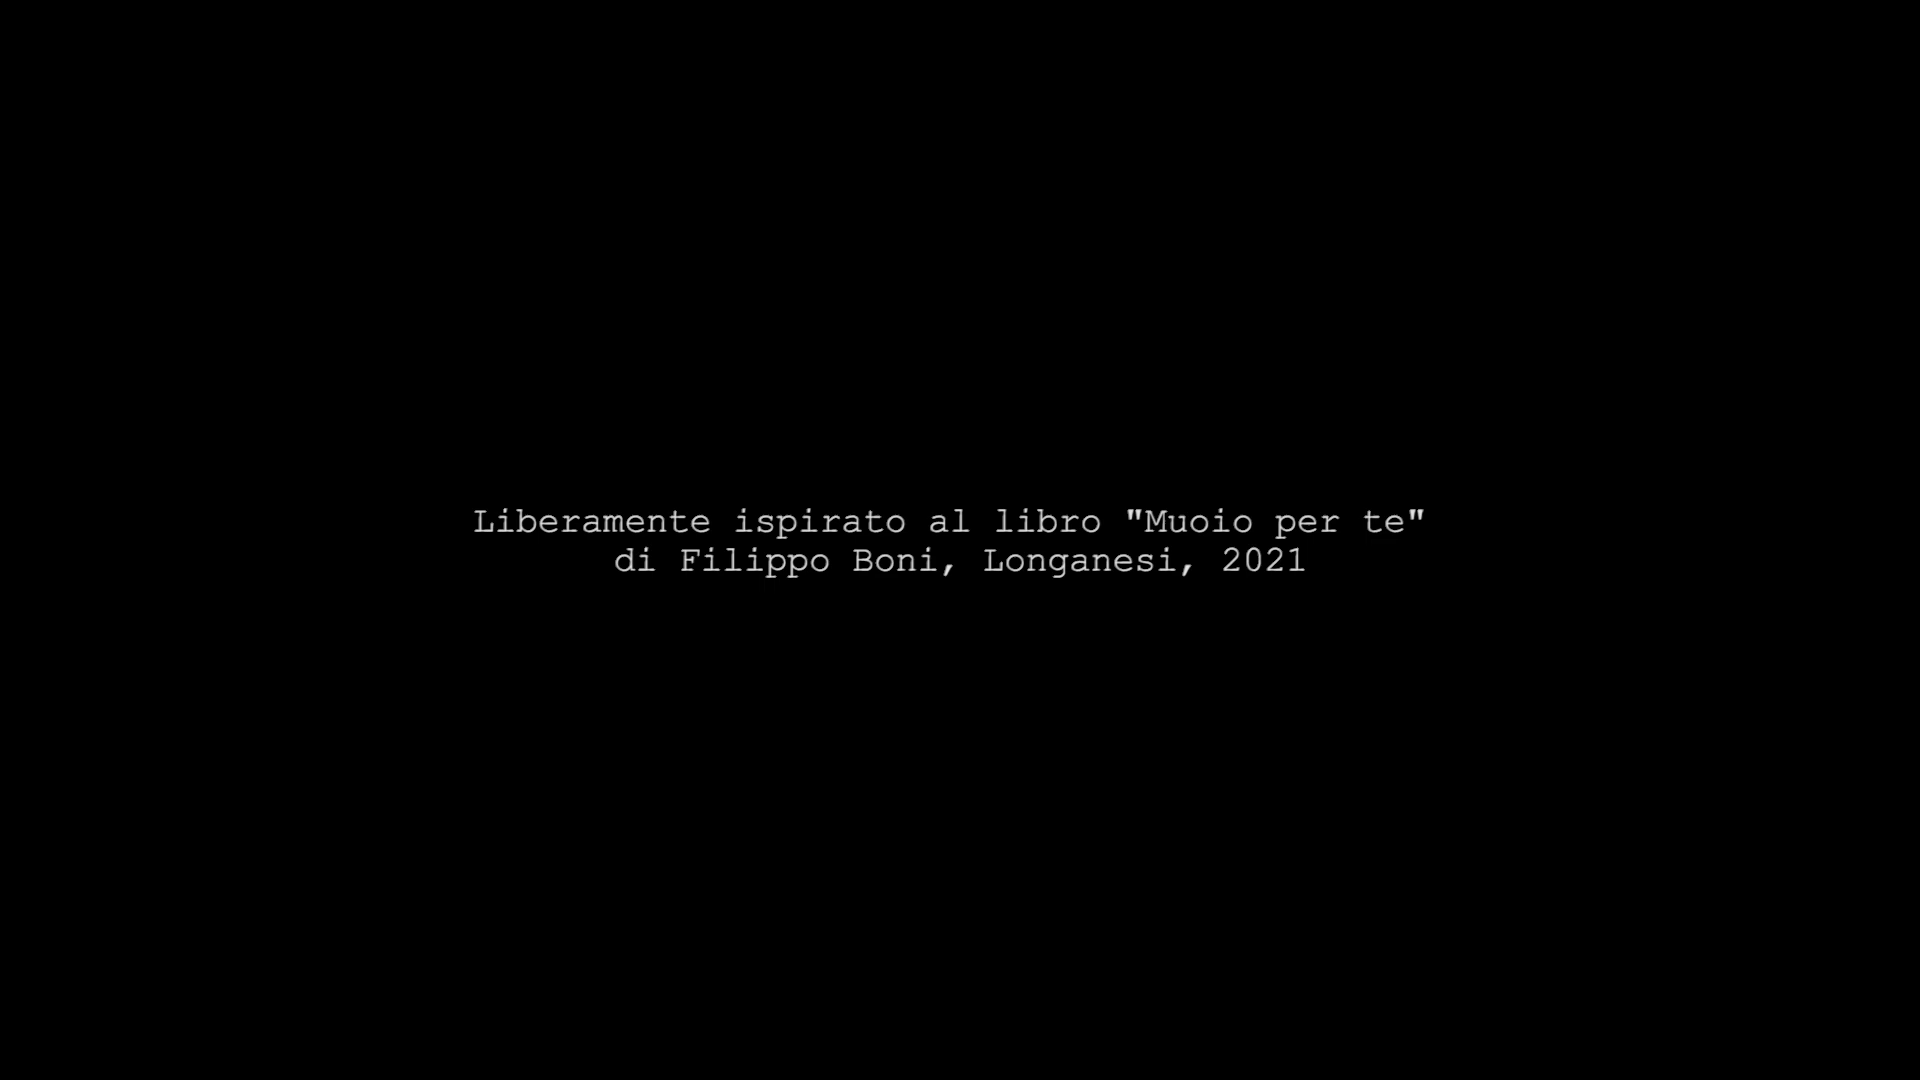 Liberamente ispirato al libro "Muoio per te"
di Filippo Boni, Longanesi, 2021